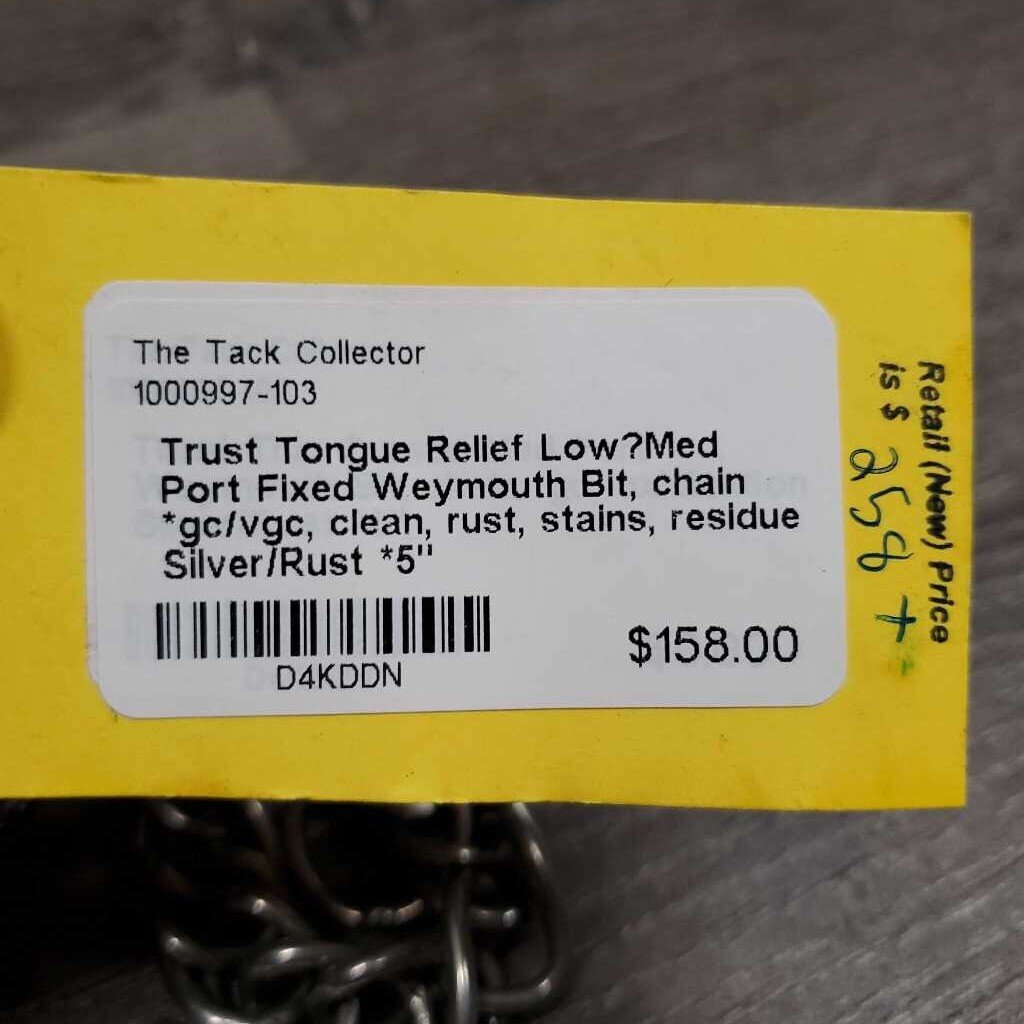 The Tack Collector
1000997-103
Trust Tongue Relief Low?Med
Port Fixed Weymouth Bit, chain
*gc/vgc, clean, rust, stains, residue
Silver/Rust *5"
D4KDDN
$158.00
Retail (New) Price
is $ 258 +